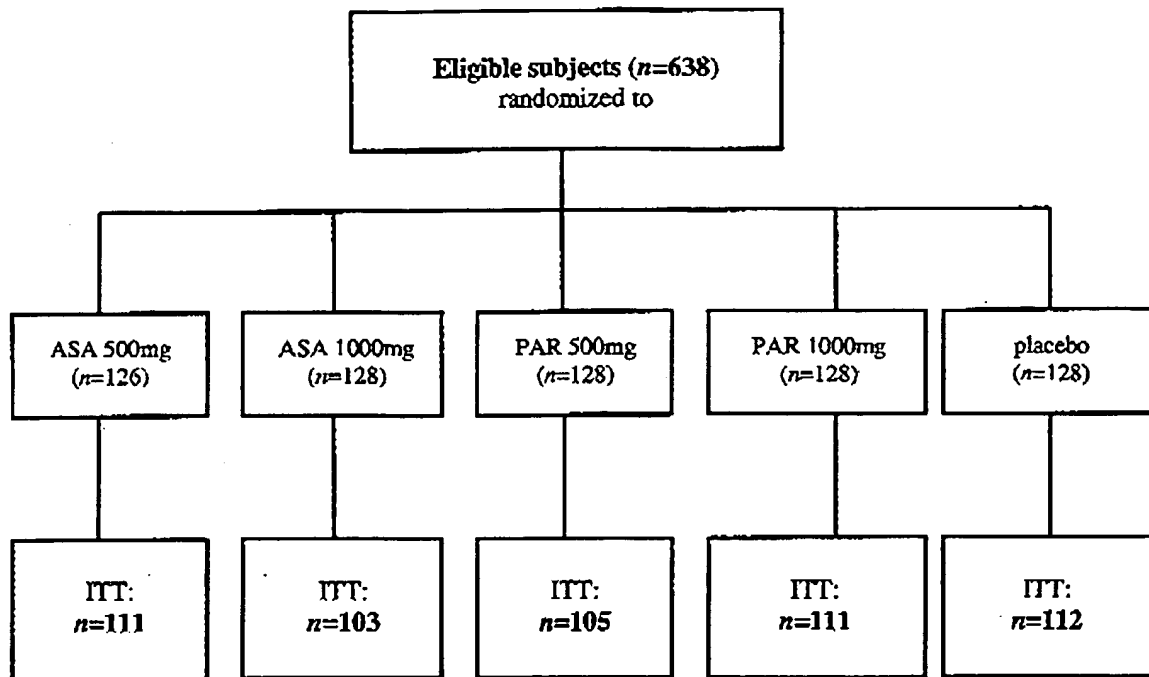 Eligible subjects (n=638)
randomized to
ASA 500mg
(n=126)
ASA 1000mg
(n=128)
PAR 500mg
(n=128)
PAR 1000mg
(n=128)
placebo
(n=128)
ITT:
n=111
ITT:
n=103
ITT:
n=105
ITT:
n=111
ITT:
n=112